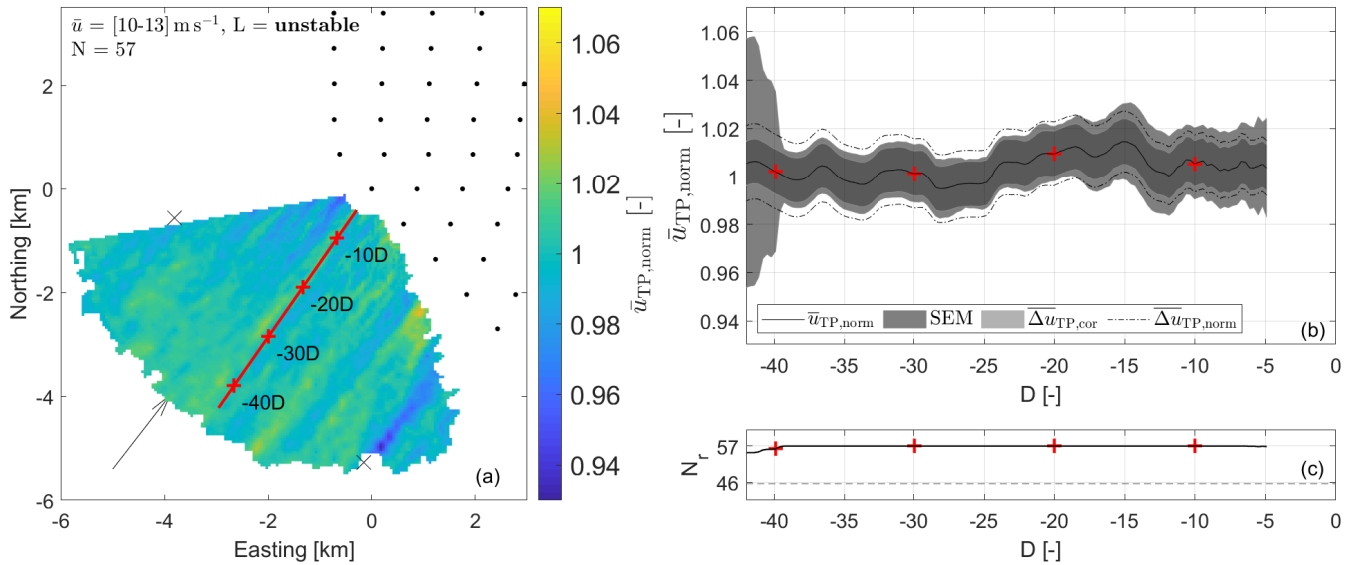 ū = [10-13] m s⁻¹, L = unstable
N = 57
2
0
-2
-4
-6
Northing [km]
-6
-4
-2
0
2
Easting [km]
-10D
-20D
-30D
-40D
(a)
1.06
1.04
1.02
1
0.98
0.96
0.94
ū_TP,norm [-]
1.06
1.04
1.02
1
0.98
0.96
0.94
ū_TP,norm [-]
ū_TP,norm SEM Δu_TP,cor Δu_TP,norm
(b)
-40 -35 -30 -25 -20 -15 -10 -5 0
D [-]
57
46
N_r
(c)
-40 -35 -30 -25 -20 -15 -10 -5 0
D [-]